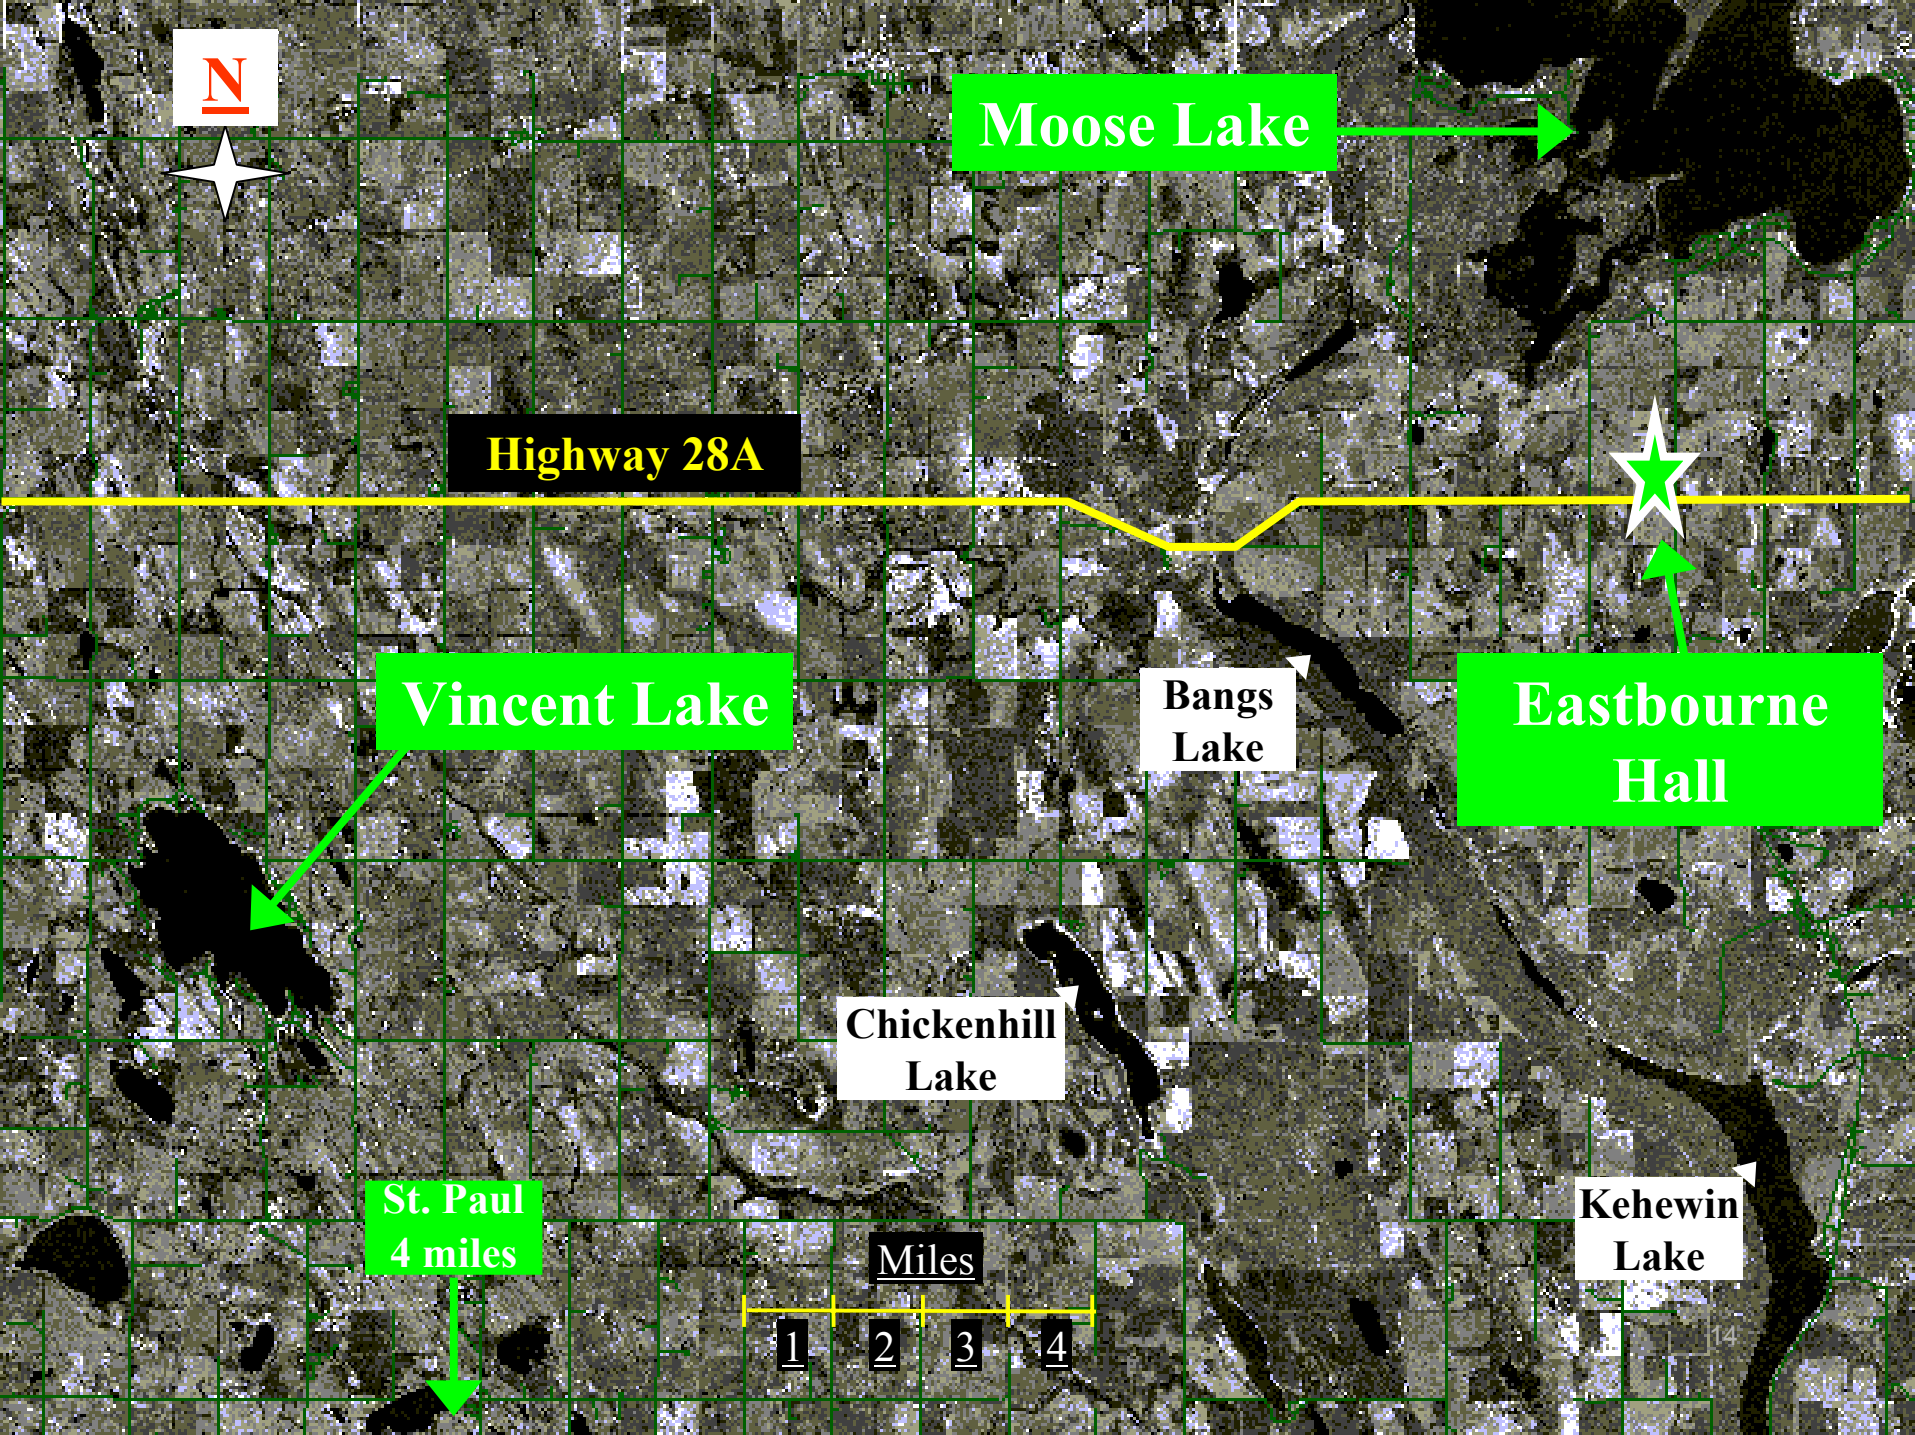 N
Moose Lake
Highway 28A
Vincent Lake
Bangs
Lake
Eastbourne
Hall
Chickenhill
Lake
St. Paul
4 miles
Kehewin
Lake
Miles
1 2 3 4
14